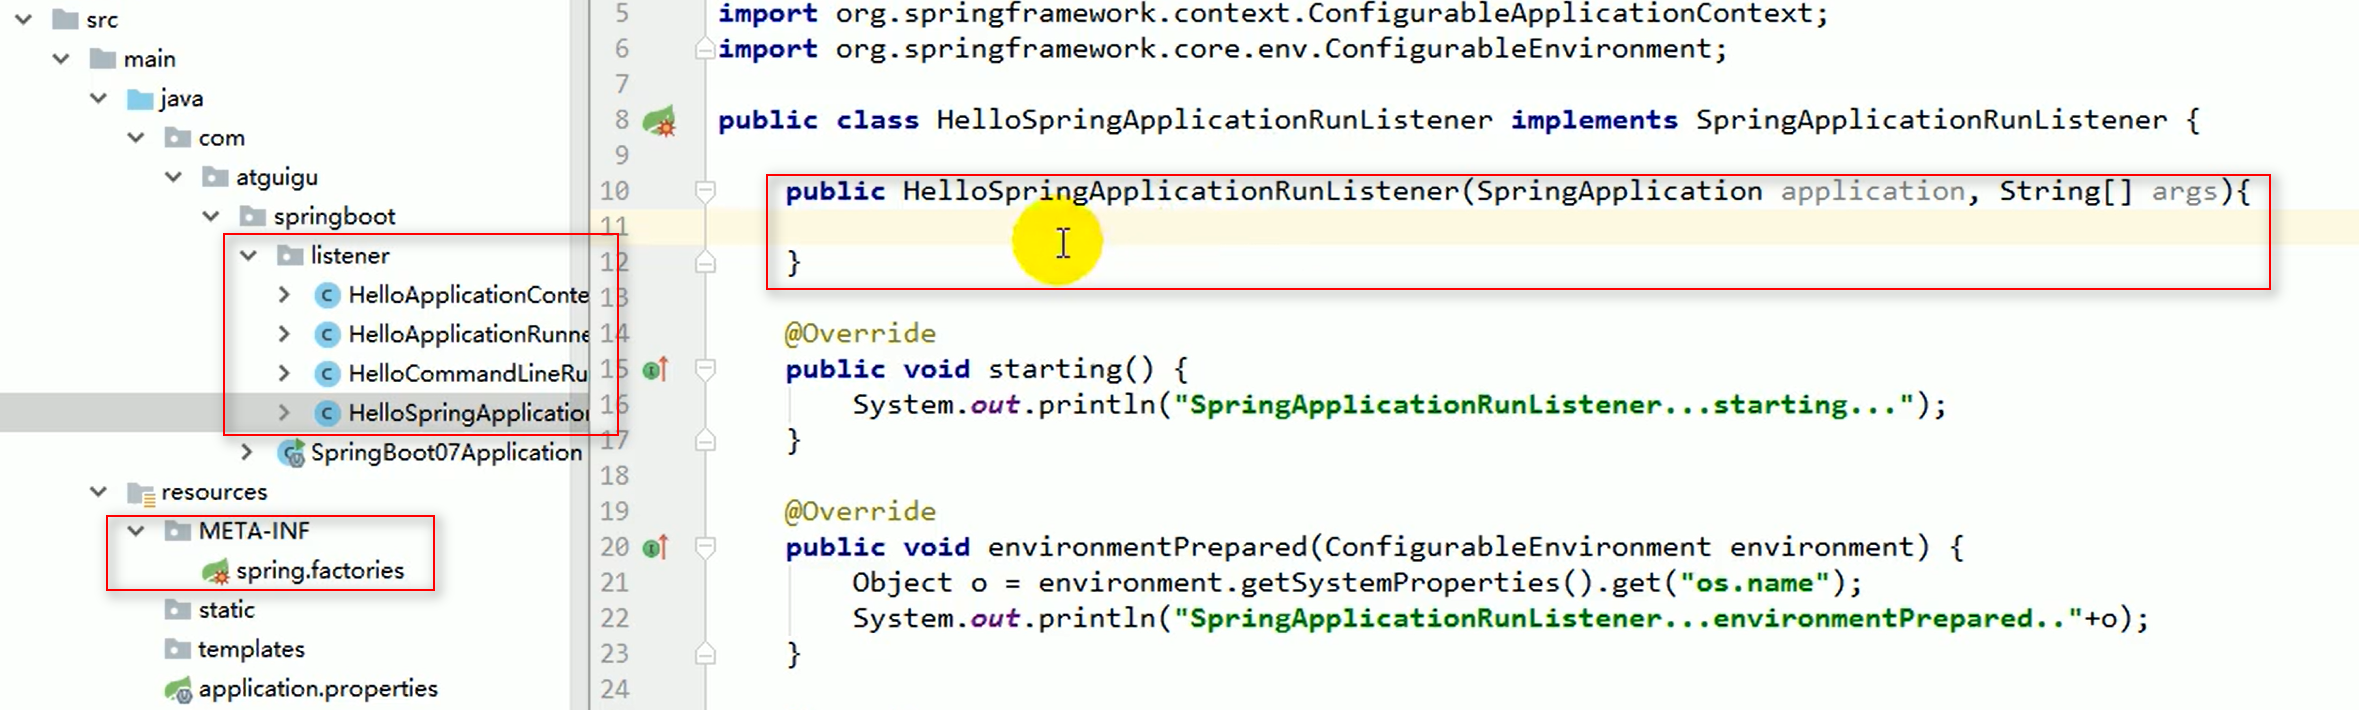 src
main
java
com
atguigu
springboot
listener
HelloApplicationConte
HelloApplicationRunne
HelloCommandLineRu
HelloSpringApplication
SpringBoot07Application
resources
META-INF
spring.factories
static
templates
application.properties
5 import org.springframework.context.ConfigurableApplicationContext;
6 import org.springframework.core.env.ConfigurableEnvironment;
7
8 public class HelloSpringApplicationRunListener implements SpringApplicationRunListener {
9
10 public HelloSpringApplicationRunListener(SpringApplication application, String[] args){
11
12 }
13
14 @Override
15 public void starting() {
16 System.out.println("SpringApplicationRunListener...starting...");
17 }
18
19 @Override
20 public void environmentPrepared(ConfigurableEnvironment environment) {
21 Object o = environment.getSystemProperties().get("os.name");
22 System.out.println("SpringApplicationRunListener...environmentPrepared.."+o);
23 }
24